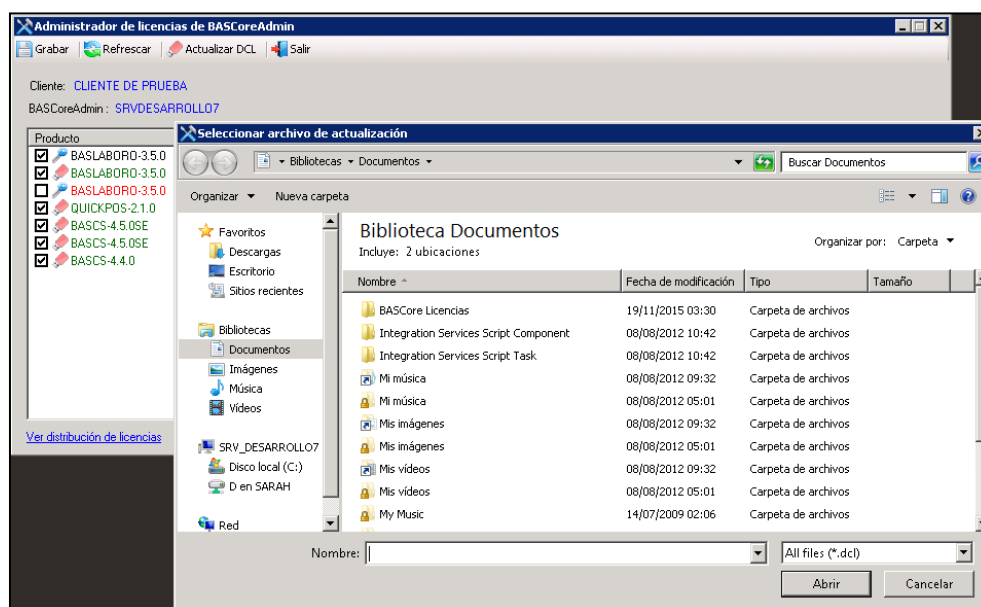 Administrador de licencias de BASCoreAdmin
Grabar Refrescar Actualizar DCL Salir
Cliente: CLIENTE DE PRUEBA
BASCoreAdmin : SRVDESARROLLO7
Producto
BASLABORO-3.5.0
BASLABORO-3.5.0
BASLABORO-3.5.0
QUICKPOS-2.1.0
BASCS-4.5.0SE
BASCS-4.5.0SE
BASCS-4.4.0
Ver distribución de licencias
Seleccionar archivo de actualización
Bibliotecas Documentos
Buscar Documentos
Organizar Nueva carpeta
Favoritos
Descargas
Escritorio
Sitios recientes
Bibliotecas
Documentos
Imágenes
Música
Vídeos
SRV_DESARROLLO7
Disco local (C:)
D en SARAH
Red
Biblioteca Documentos
Incluye: 2 ubicaciones
Organizar por: Carpeta
Nombre Fecha de modificación Tipo Tamaño
BASCore Licencias 19/11/2015 03:30 Carpeta de archivos
Integration Services Script Component 08/08/2012 10:42 Carpeta de archivos
Integration Services Script Task 08/08/2012 10:42 Carpeta de archivos
Mi música 08/08/2012 09:32 Carpeta de archivos
Mi música 08/08/2012 05:01 Carpeta de archivos
Mis imágenes 08/08/2012 09:32 Carpeta de archivos
Mis imágenes 08/08/2012 05:01 Carpeta de archivos
Mis vídeos 08/08/2012 09:32 Carpeta de archivos
Mis vídeos 08/08/2012 05:01 Carpeta de archivos
My Music 14/07/2009 02:06 Carpeta de archivos
Nombre: All files (*.dcl)
Abrir Cancelar